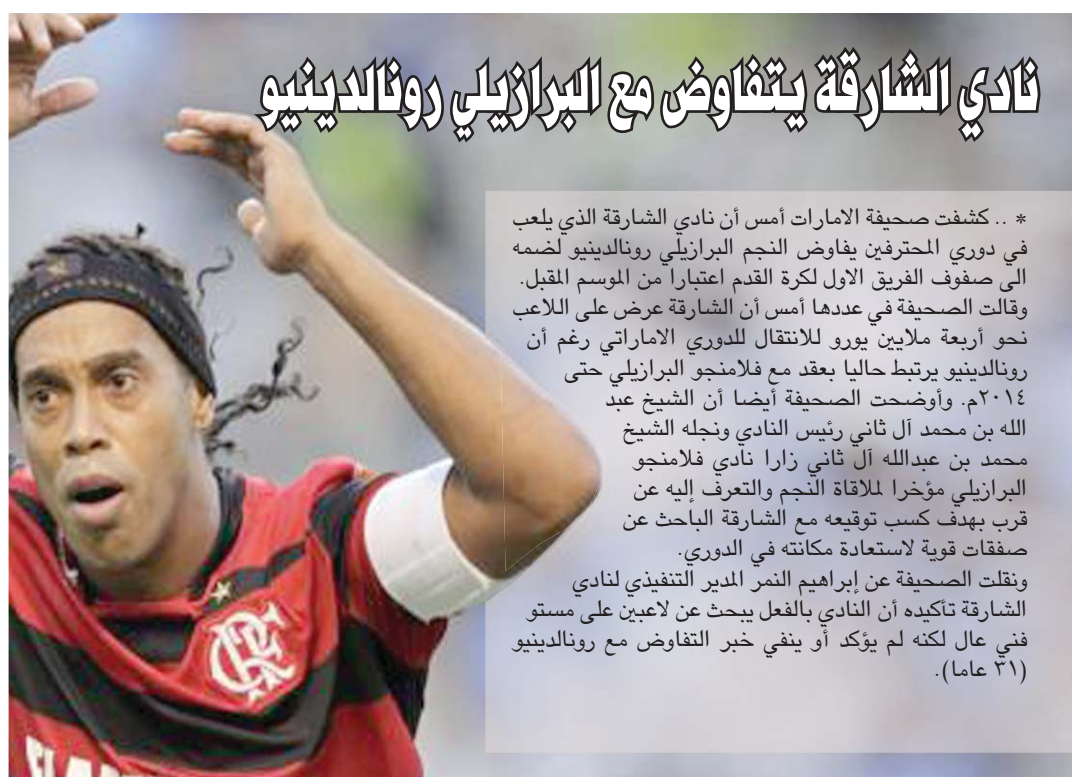 نادي الشارقة يتفاوض مع البرازيلي رونالدينيو
* .. كشفت صحيفة الامارات أمس أن نادي الشارقة الذي يلعب
في دوري المحترفين يفاوض النجم البرازيلي رونالدينيو لضمه
الى صفوف الفريق الاول لكرة القدم اعتبارا من الموسم المقبل.
وقالت الصحيفة في عددها أمس أن الشارقة عرض على اللاعب
نحو أربعة ملايين يورو للانتقال للدوري الاماراتي رغم أن
رونالدينيو يرتبط حاليا بعقد مع فلامنجو البرازيلي حتى
٢٠١٤م. وأوضحت الصحيفة أيضا أن الشيخ عبد
الله بن محمد آل ثاني رئيس النادي ونجله الشيخ
محمد بن عبدالله آل ثاني زارا نادي فلامنجو
البرازيلي مؤخرا لملاقاة النجم والتعرف إليه عن
قرب بهدف كسب توقيعه مع الشارقة الباحث عن
صفقات قوية لاستعادة مكانته في الدوري.
ونقلت الصحيفة عن إبراهيم النمر المدير التنفيذي لنادي
الشارقة تأكيده أن النادي بالفعل يبحث عن لاعبين على مستو
فني عال لكنه لم يؤكد أو ينفي خبر التفاوض مع رونالدينيو
(٣١ عاما).